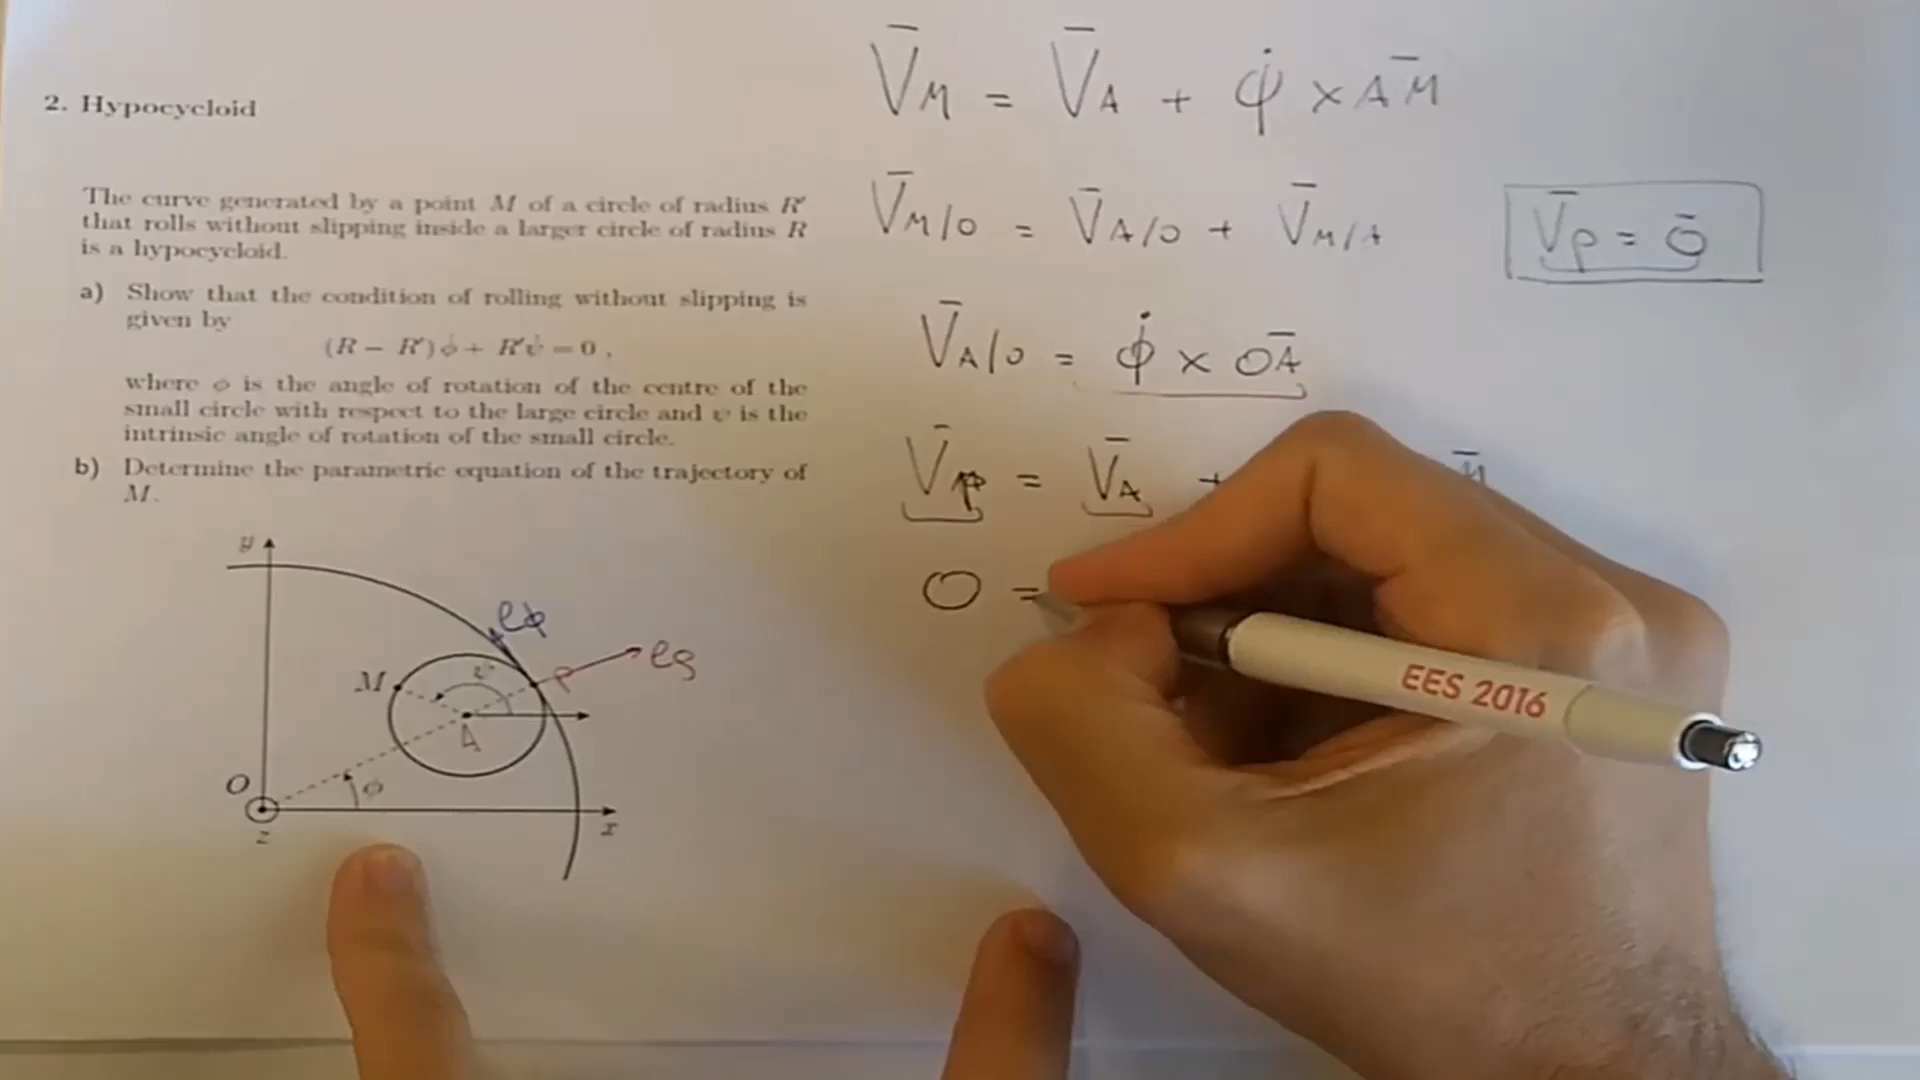 2. Hypocycloid
The curve generated by a point M of a circle of radius R'
that rolls without slipping inside a larger circle of radius R
is a hypocycloid.
a) Show that the condition of rolling without slipping is
given by
(R − R')ϕ̇ + R'ψ̇ = 0 ,
where ϕ is the angle of rotation of the centre of the
small circle with respect to the large circle and ψ is the
intrinsic angle of rotation of the small circle.
b) Determine the parametric equation of the trajectory of
M.
y
eϕ
M
ψ
P
eρ
A
O
ϕ
z
x
V̄M = V̄A + ψ̇ × AM̄
V̄M/O = V̄A/O + V̄M/A
V̄P = ō
V̄A/O = ϕ̇ × OĀ
V̄P = V̄A +
O =
EES 2016